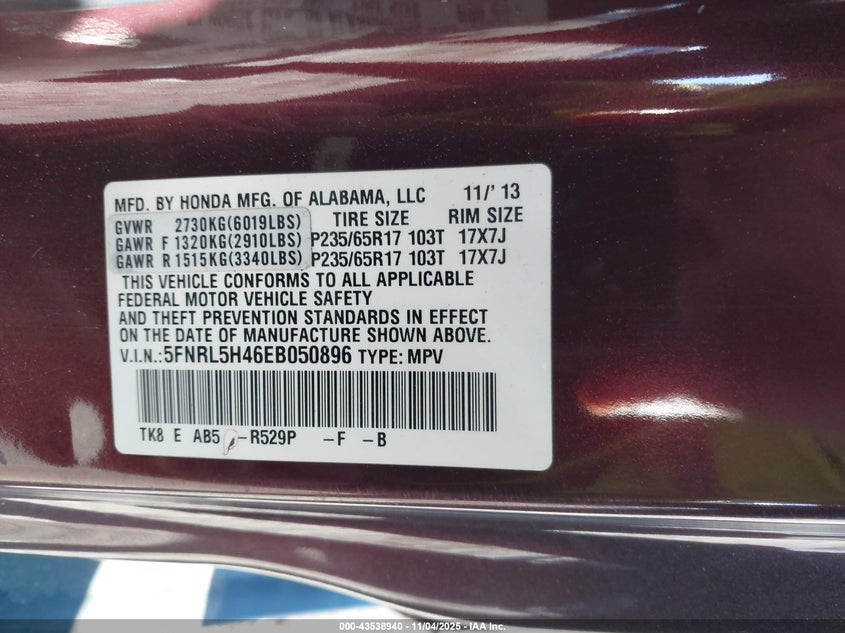 MFD. BY HONDA MFG. OF ALABAMA, LLC 11/' 13
GVWR 2730KG(6019LBS) TIRE SIZE RIM SIZE
GAWR F 1320KG(2910LBS) P235/65R17 103T 17X7J
GAWR R 1515KG(3340LBS) P235/65R17 103T 17X7J
THIS VEHICLE CONFORMS TO ALL APPLICABLE
FEDERAL MOTOR VEHICLE SAFETY
AND THEFT PREVENTION STANDARDS IN EFFECT
ON THE DATE OF MANUFACTURE SHOWN ABOVE.
V.I.N.:5FNRL5H46EB050896 TYPE: MPV
TK8 E AB5 -R529P -F -B
000-43538940 - 11/04/2025 - IAA Inc.